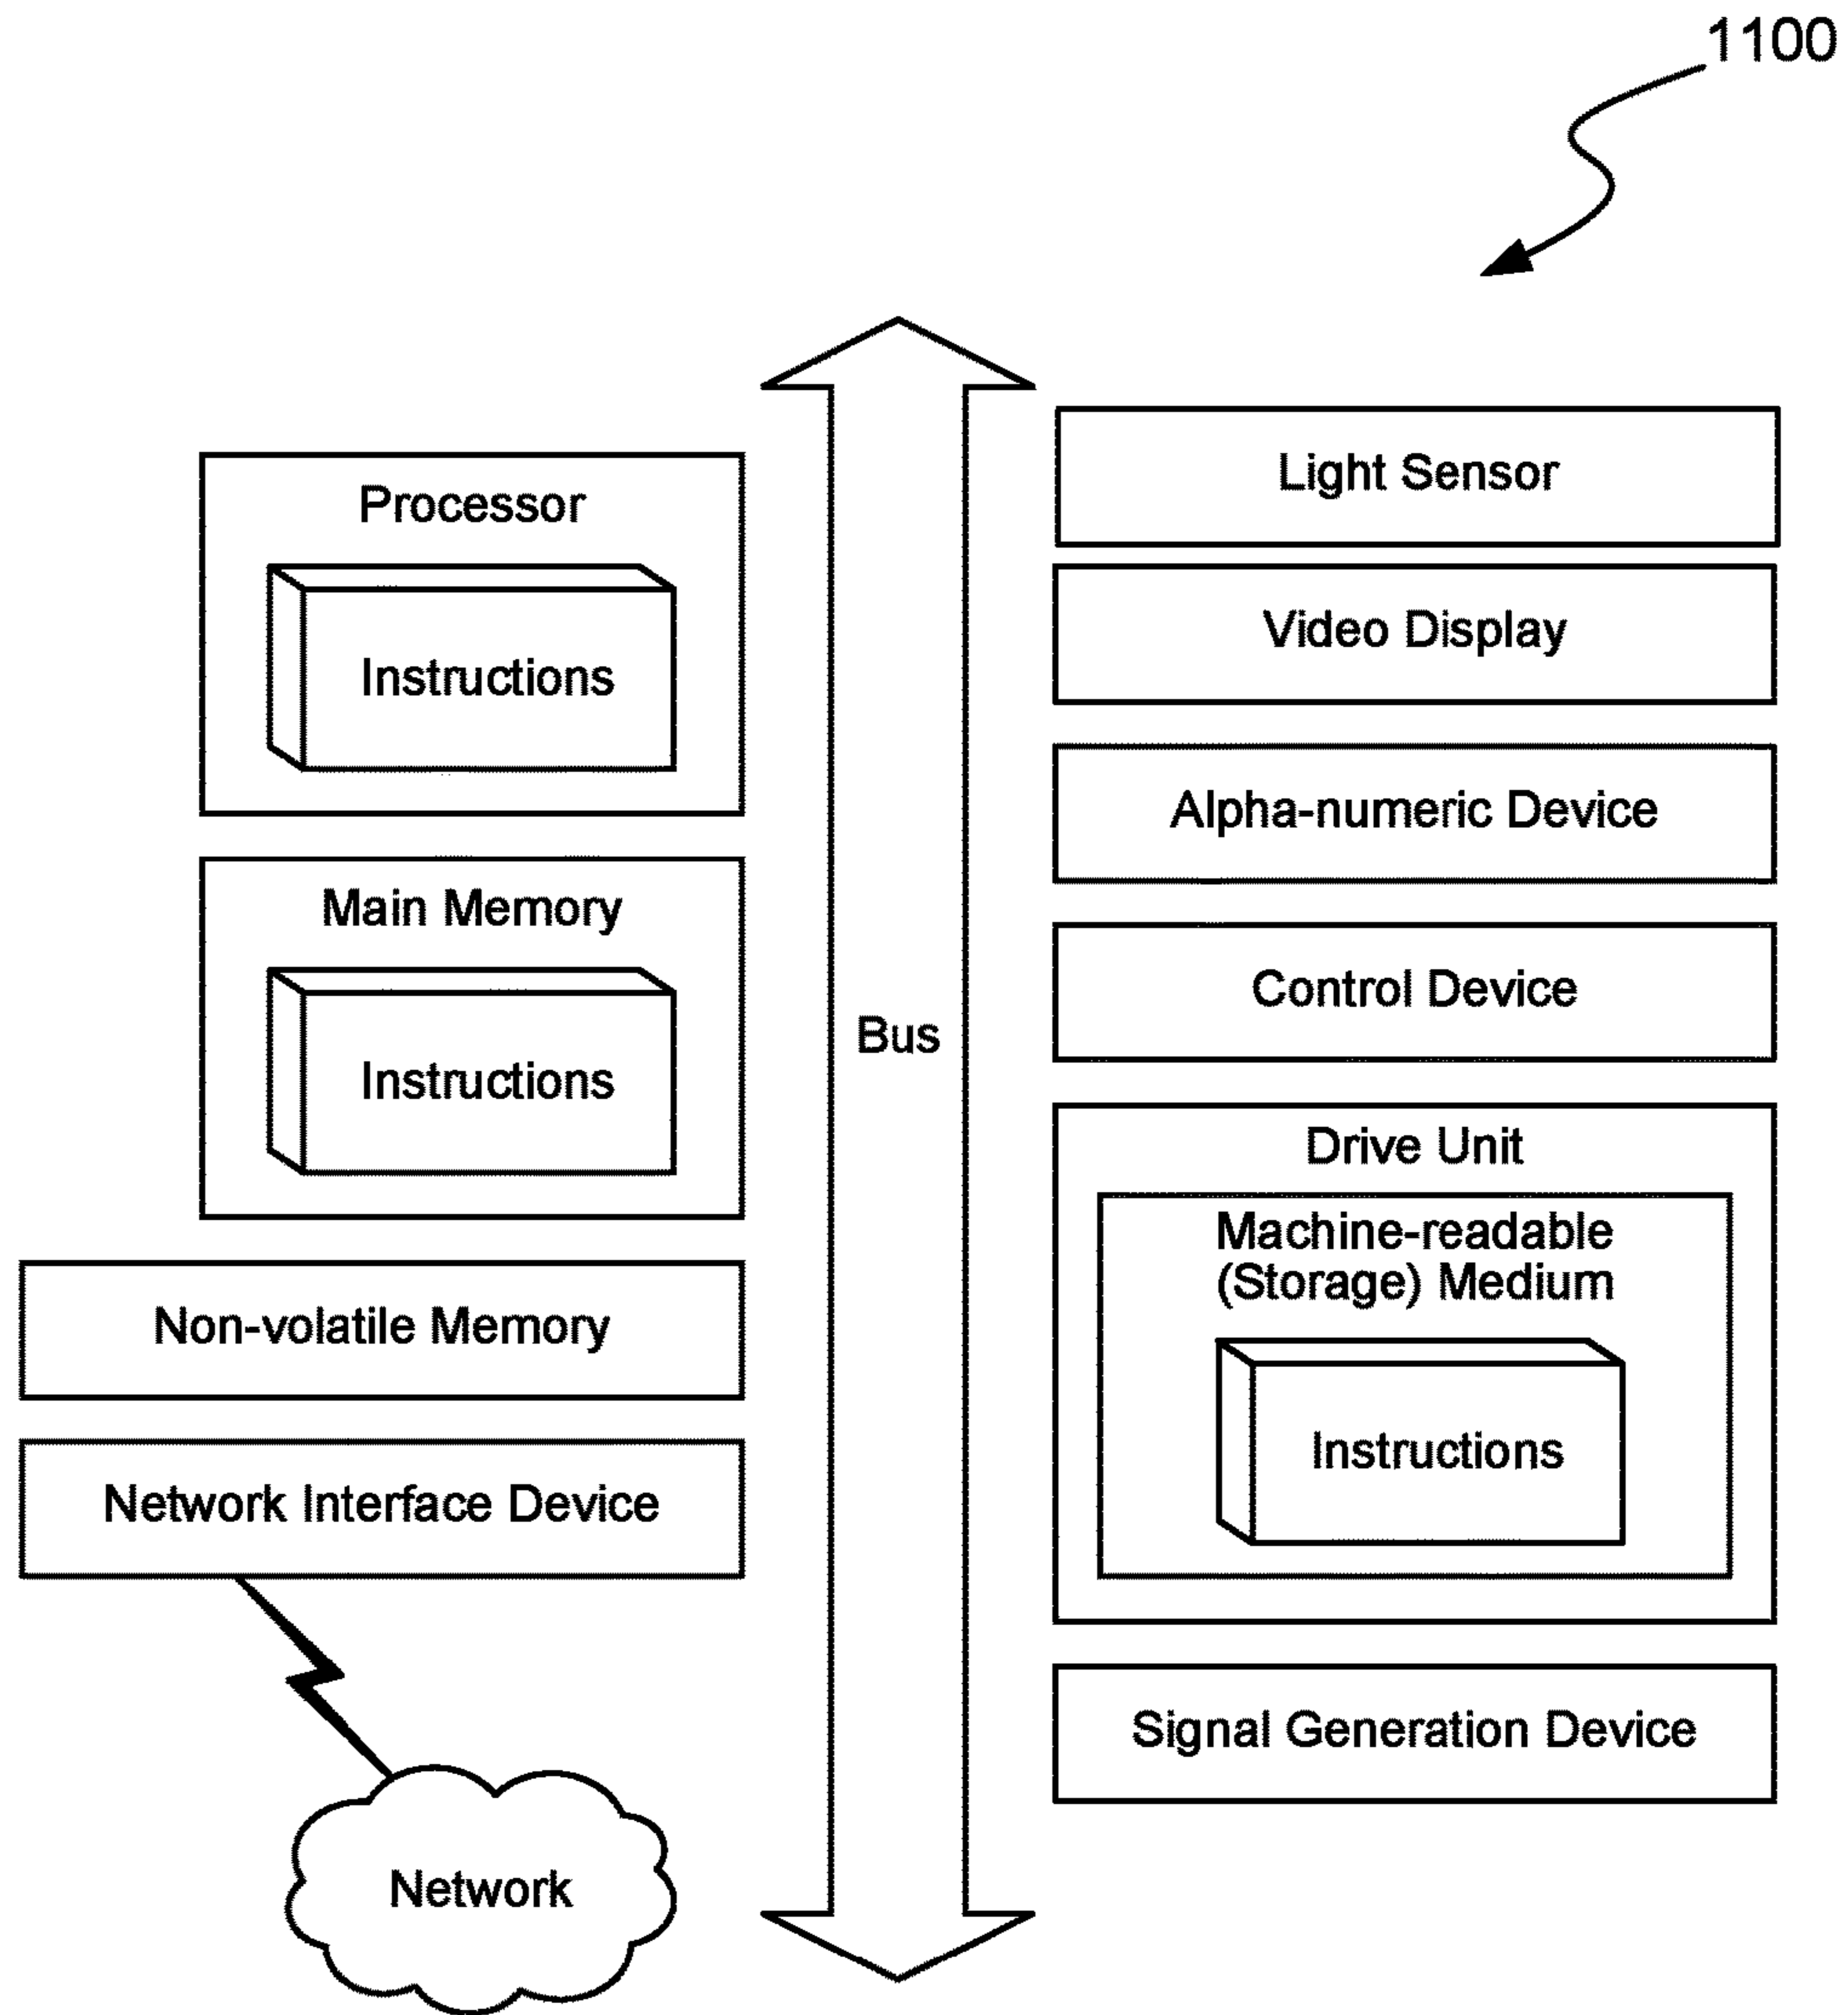 1100
Processor
Instructions
Main Memory
Instructions
Non-volatile Memory
Network Interface Device
Network
Bus
Light Sensor
Video Display
Alpha-numeric Device
Control Device
Drive Unit
Machine-readable
(Storage) Medium
Instructions
Signal Generation Device